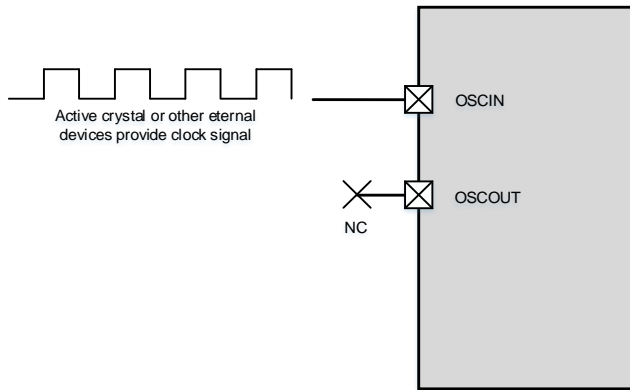 Active crystal or other eternal
devices provide clock signal
OSCIN
OSCOUT
NC